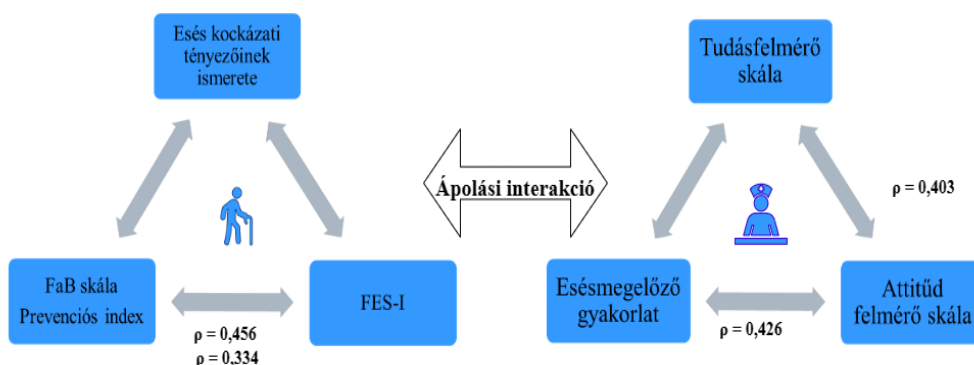 Esés kockázati
tényezőinek
ismerete
FaB skála
Prevenciós index
FES-I
ρ = 0,456
ρ = 0,334
Ápolási interakció
Tudásfelmérő
skála
ρ = 0,403
Esésmegelőző
gyakorlat
Attitűd
felmérő skála
ρ = 0,426